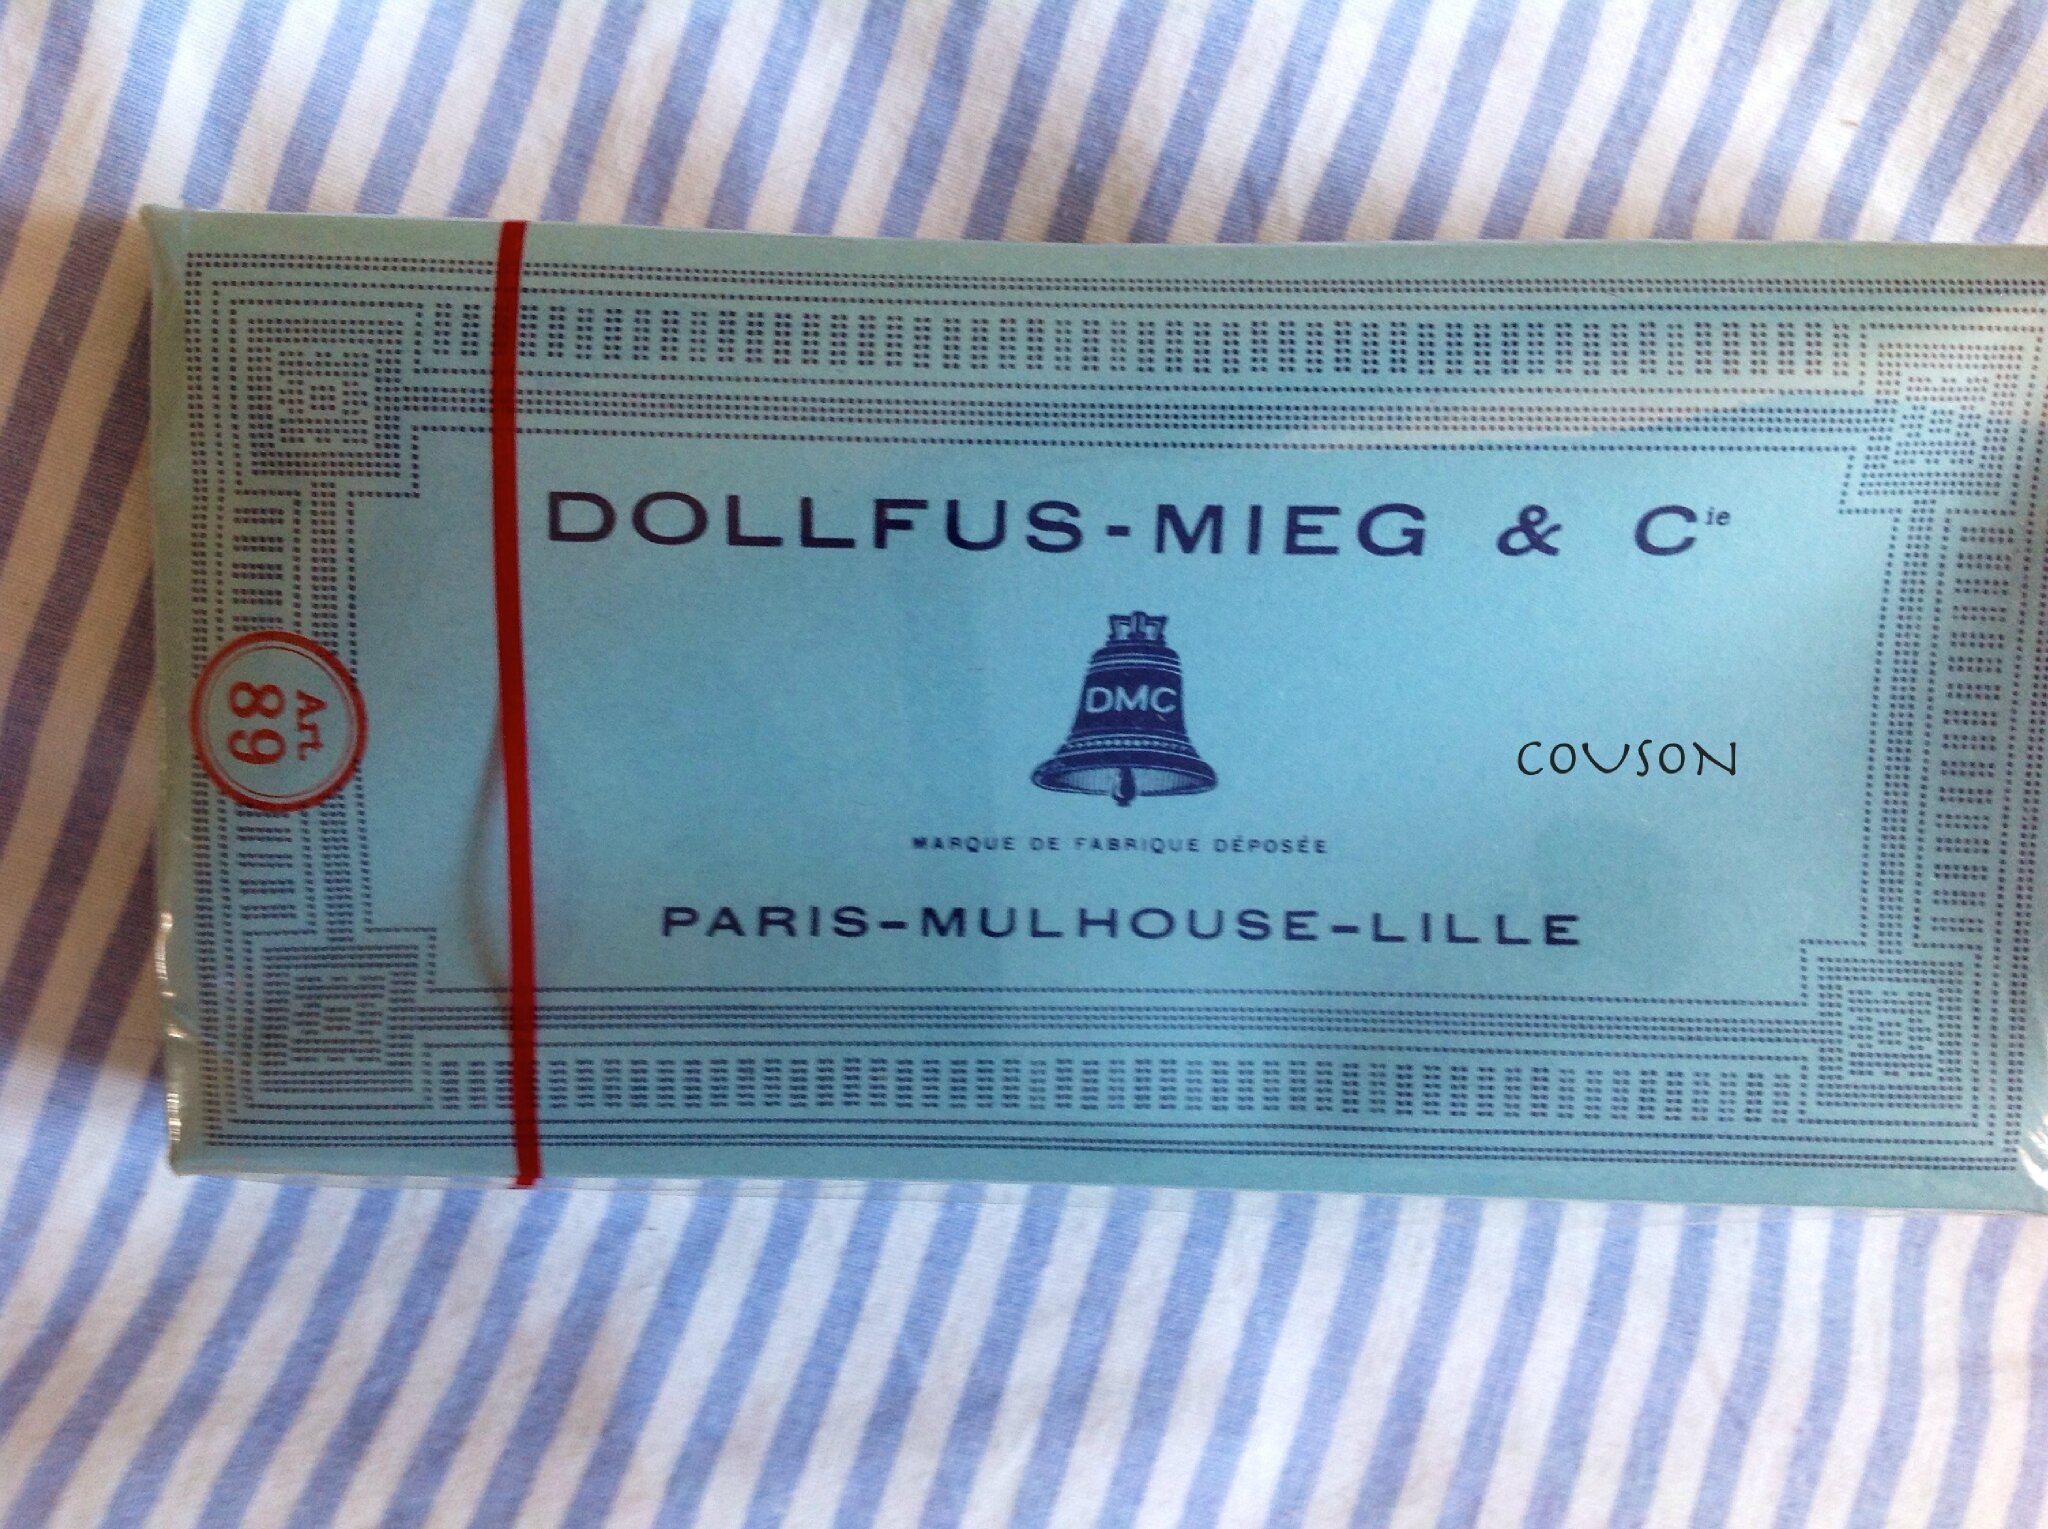 DOLLFUS-MIEG & Cie
DMC
COUSON
MARQUE DE FABRIQUE DÉPOSÉE
PARIS-MULHOUSE-LILLE
Art.
89